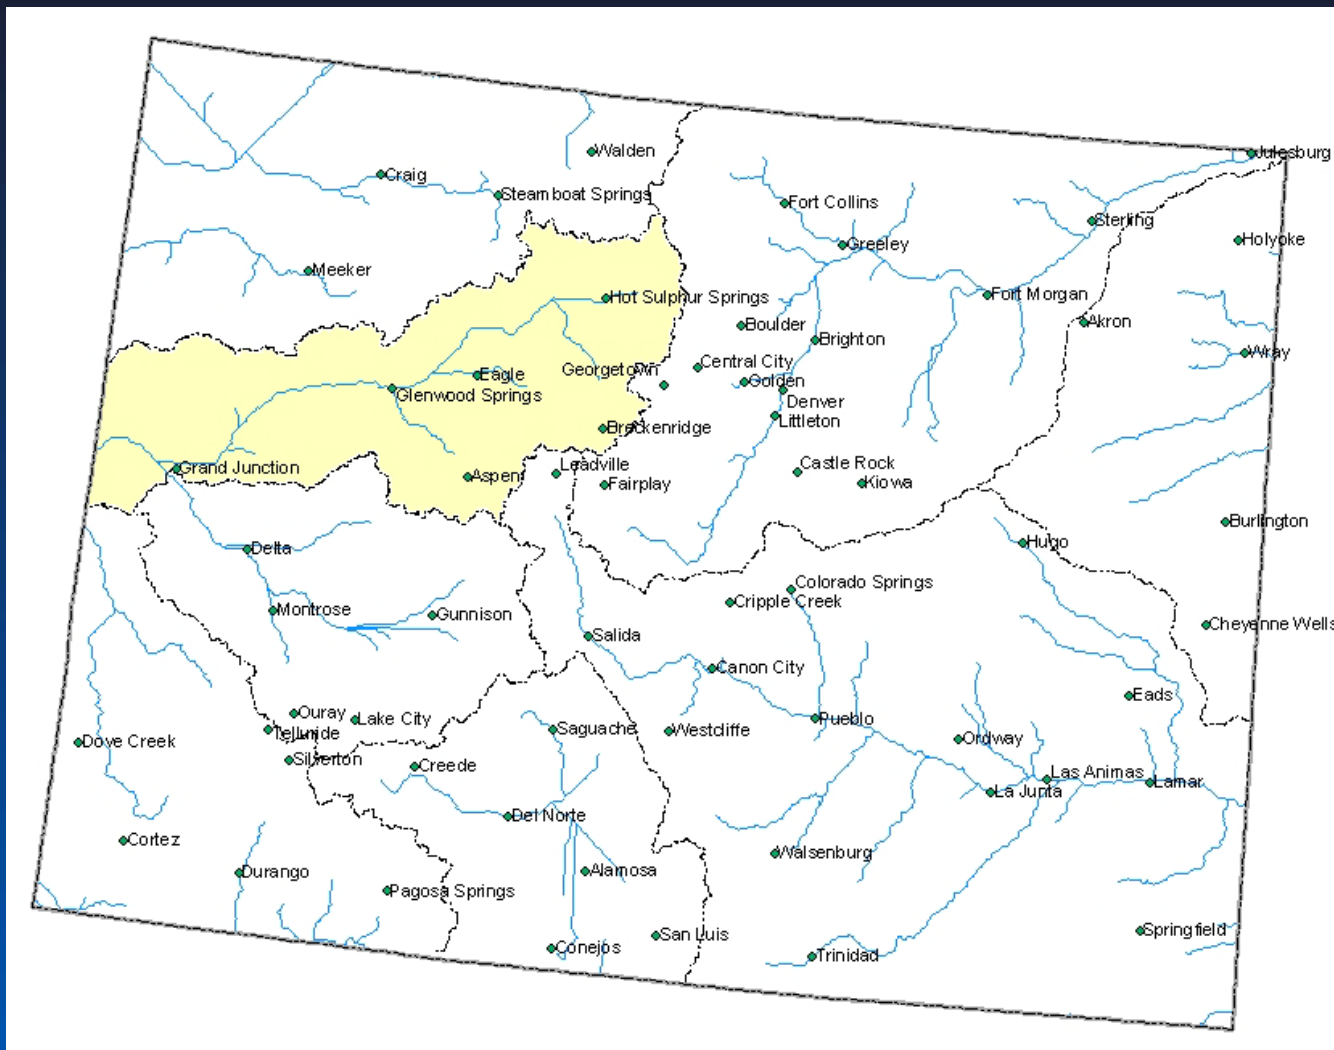 Walden
Julesburg
Craig
Steamboat Springs
Fort Collins
Sterling
Greeley
Holyoke
Meeker
Hot Sulphur Springs
Fort Morgan
Boulder
Akron
Brighton
Wray
Central City
Georgetown
Eagle
Golden
Glenwood Springs
Denver
Littleton
Breckenridge
Leadville
Castle Rock
Grand Junction
Aspen
Fairplay
Kiowa
Burlington
Hugo
Delta
Colorado Springs
Cripple Creek
Montrose
Gunnison
Cheyenne Wells
Salida
Canon City
Eads
Ouray
Lake City
Pueblo
Telluride
Saguache
Westcliffe
Ordway
Dove Creek
Silverton
Creede
Las Animas
Lamar
La Junta
Del Norte
Cortez
Walsenburg
Durango
Alamosa
Pagosa Springs
San Luis
Springfield
Conejos
Trinidad